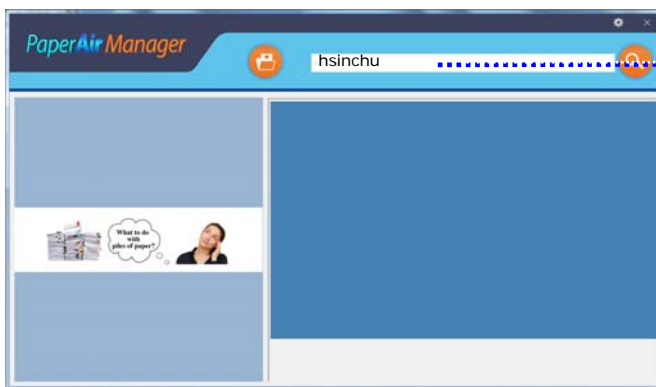 PaperAir Manager
hsinchu
What to do
with
piles of paper?